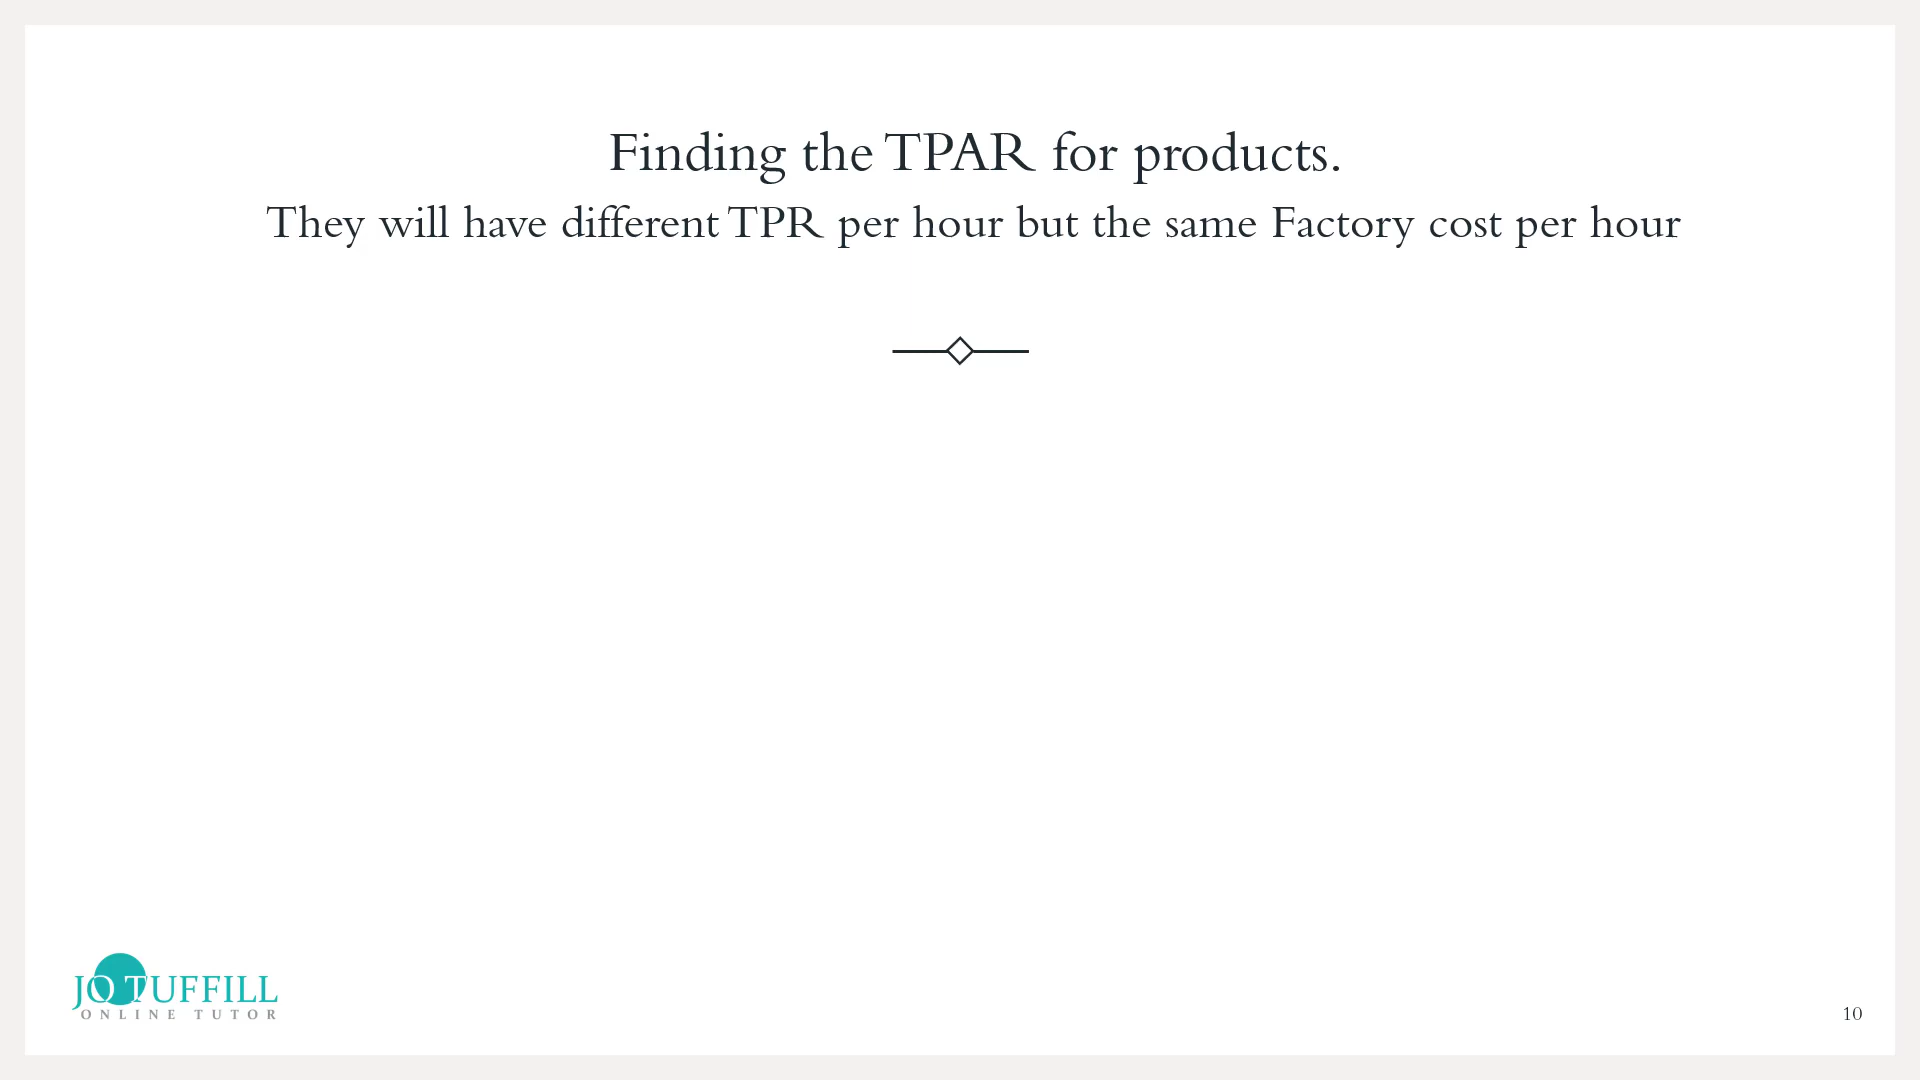 Finding the TPAR for products.
They will have different TPR per hour but the same Factory cost per hour
JO TUFFILL
ONLINE TUTOR
10